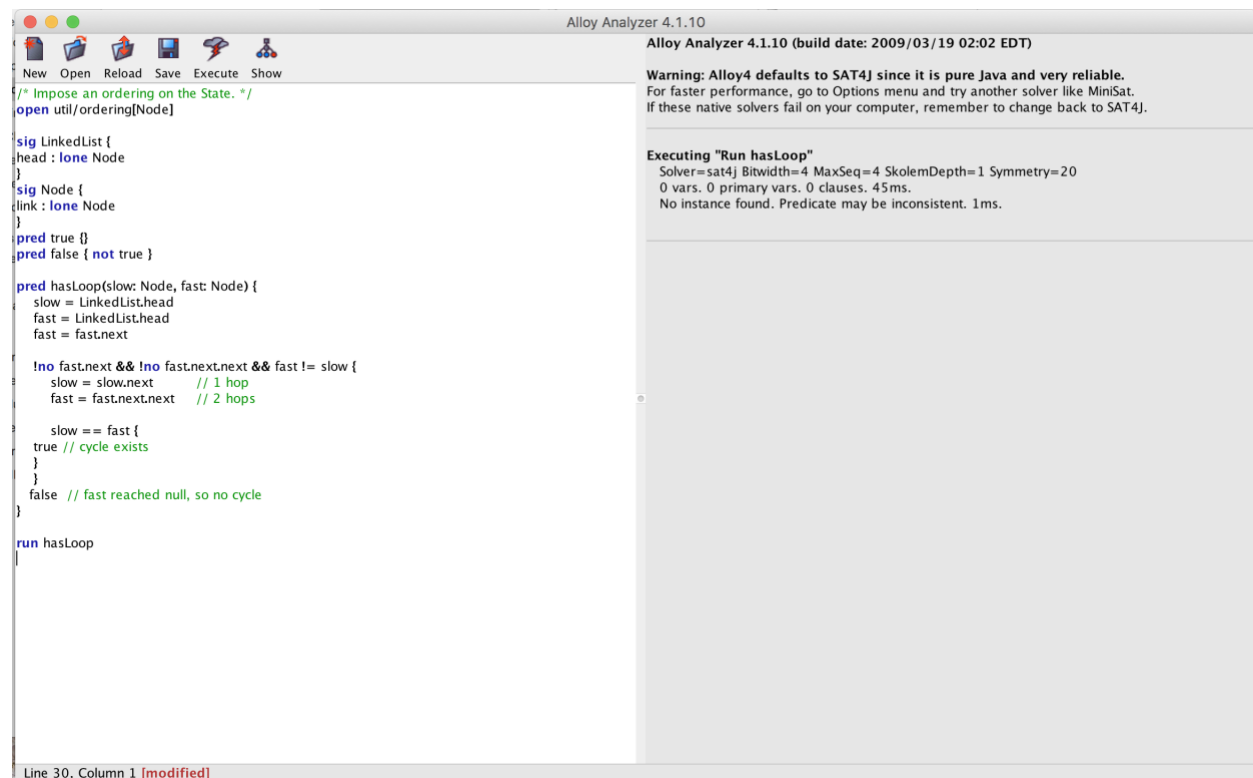 Alloy Analyzer 4.1.10
New Open Reload Save Execute Show
/* Impose an ordering on the State. */
open util/ordering[Node]
sig LinkedList {
head : lone Node
}
sig Node {
link : lone Node
}
pred true {}
pred false { not true }
pred hasLoop(slow: Node, fast: Node) {
slow = LinkedList.head
fast = LinkedList.head
fast = fast.next
!no fast.next && !no fast.next.next && fast != slow {
slow = slow.next // 1 hop
fast = fast.next.next // 2 hops
slow == fast {
true // cycle exists
}
}
false // fast reached null, so no cycle
}
run hasLoop
Line 30, Column 1 [modified]
Alloy Analyzer 4.1.10 (build date: 2009/03/19 02:02 EDT)
Warning: Alloy4 defaults to SAT4J since it is pure Java and very reliable.
For faster performance, go to Options menu and try another solver like MiniSat.
If these native solvers fail on your computer, remember to change back to SAT4J.
Executing "Run hasLoop"
Solver=sat4j Bitwidth=4 MaxSeq=4 SkolemDepth=1 Symmetry=20
0 vars. 0 primary vars. 0 clauses. 45ms.
No instance found. Predicate may be inconsistent. 1ms.